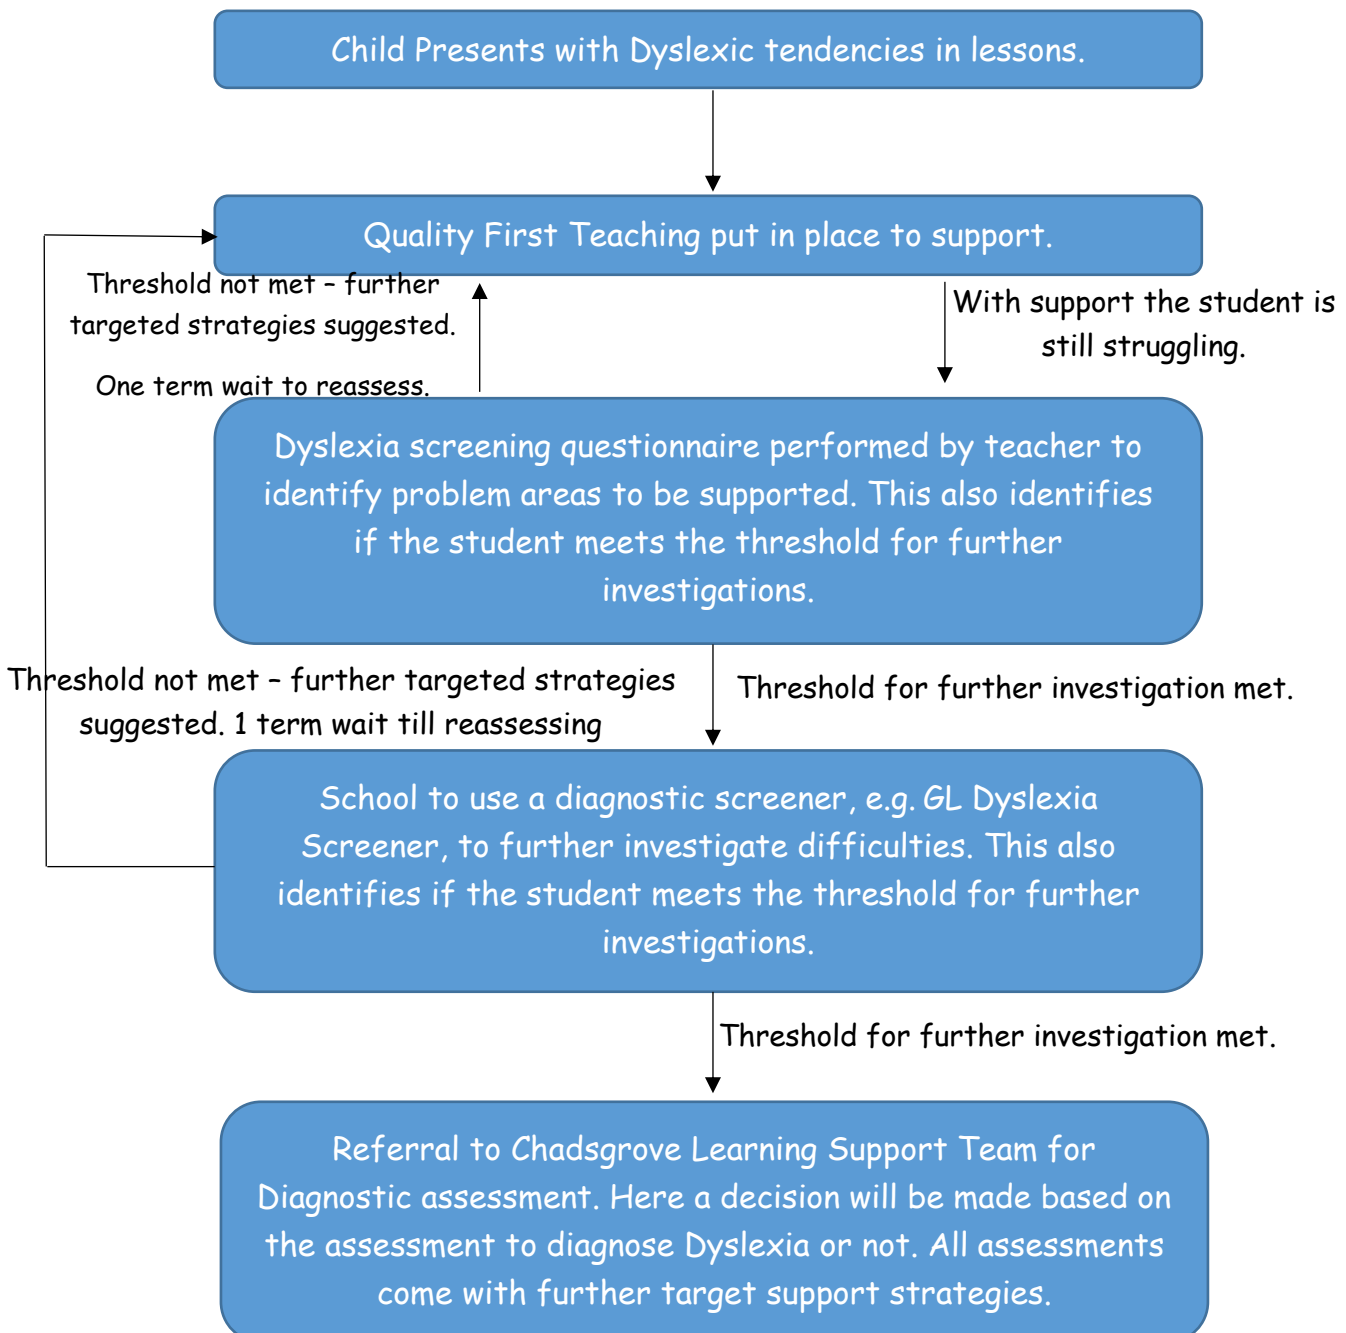 Child Presents with Dyslexic tendencies in lessons.
Quality First Teaching put in place to support.
Threshold not met – further
targeted strategies suggested.
One term wait to reassess.
With support the student is
still struggling.
Dyslexia screening questionnaire performed by teacher to
identify problem areas to be supported. This also identifies
if the student meets the threshold for further
investigations.
Threshold not met – further targeted strategies
suggested. 1 term wait till reassessing
Threshold for further investigation met.
School to use a diagnostic screener, e.g. GL Dyslexia
Screener, to further investigate difficulties. This also
identifies if the student meets the threshold for further
investigations.
Threshold for further investigation met.
Referral to Chadsgrove Learning Support Team for
Diagnostic assessment. Here a decision will be made based on
the assessment to diagnose Dyslexia or not. All assessments
come with further target support strategies.